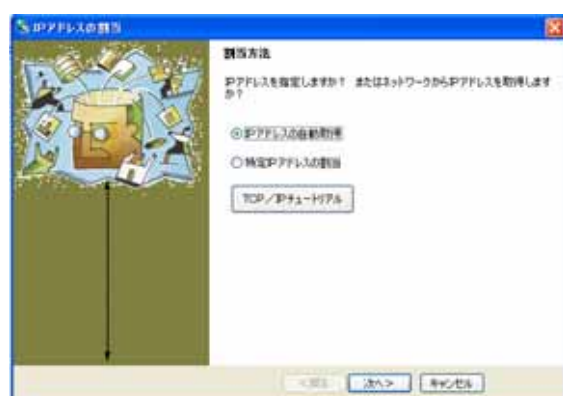 IPアドレスの割当
割当方法
IPアドレスを指定しますか？ またはネットワークからIPアドレスを取得します
か？
IPアドレスの自動取得
特定IPアドレスの割当
TCP／IPチュートリアル
<戻る
次へ>
キャンセル